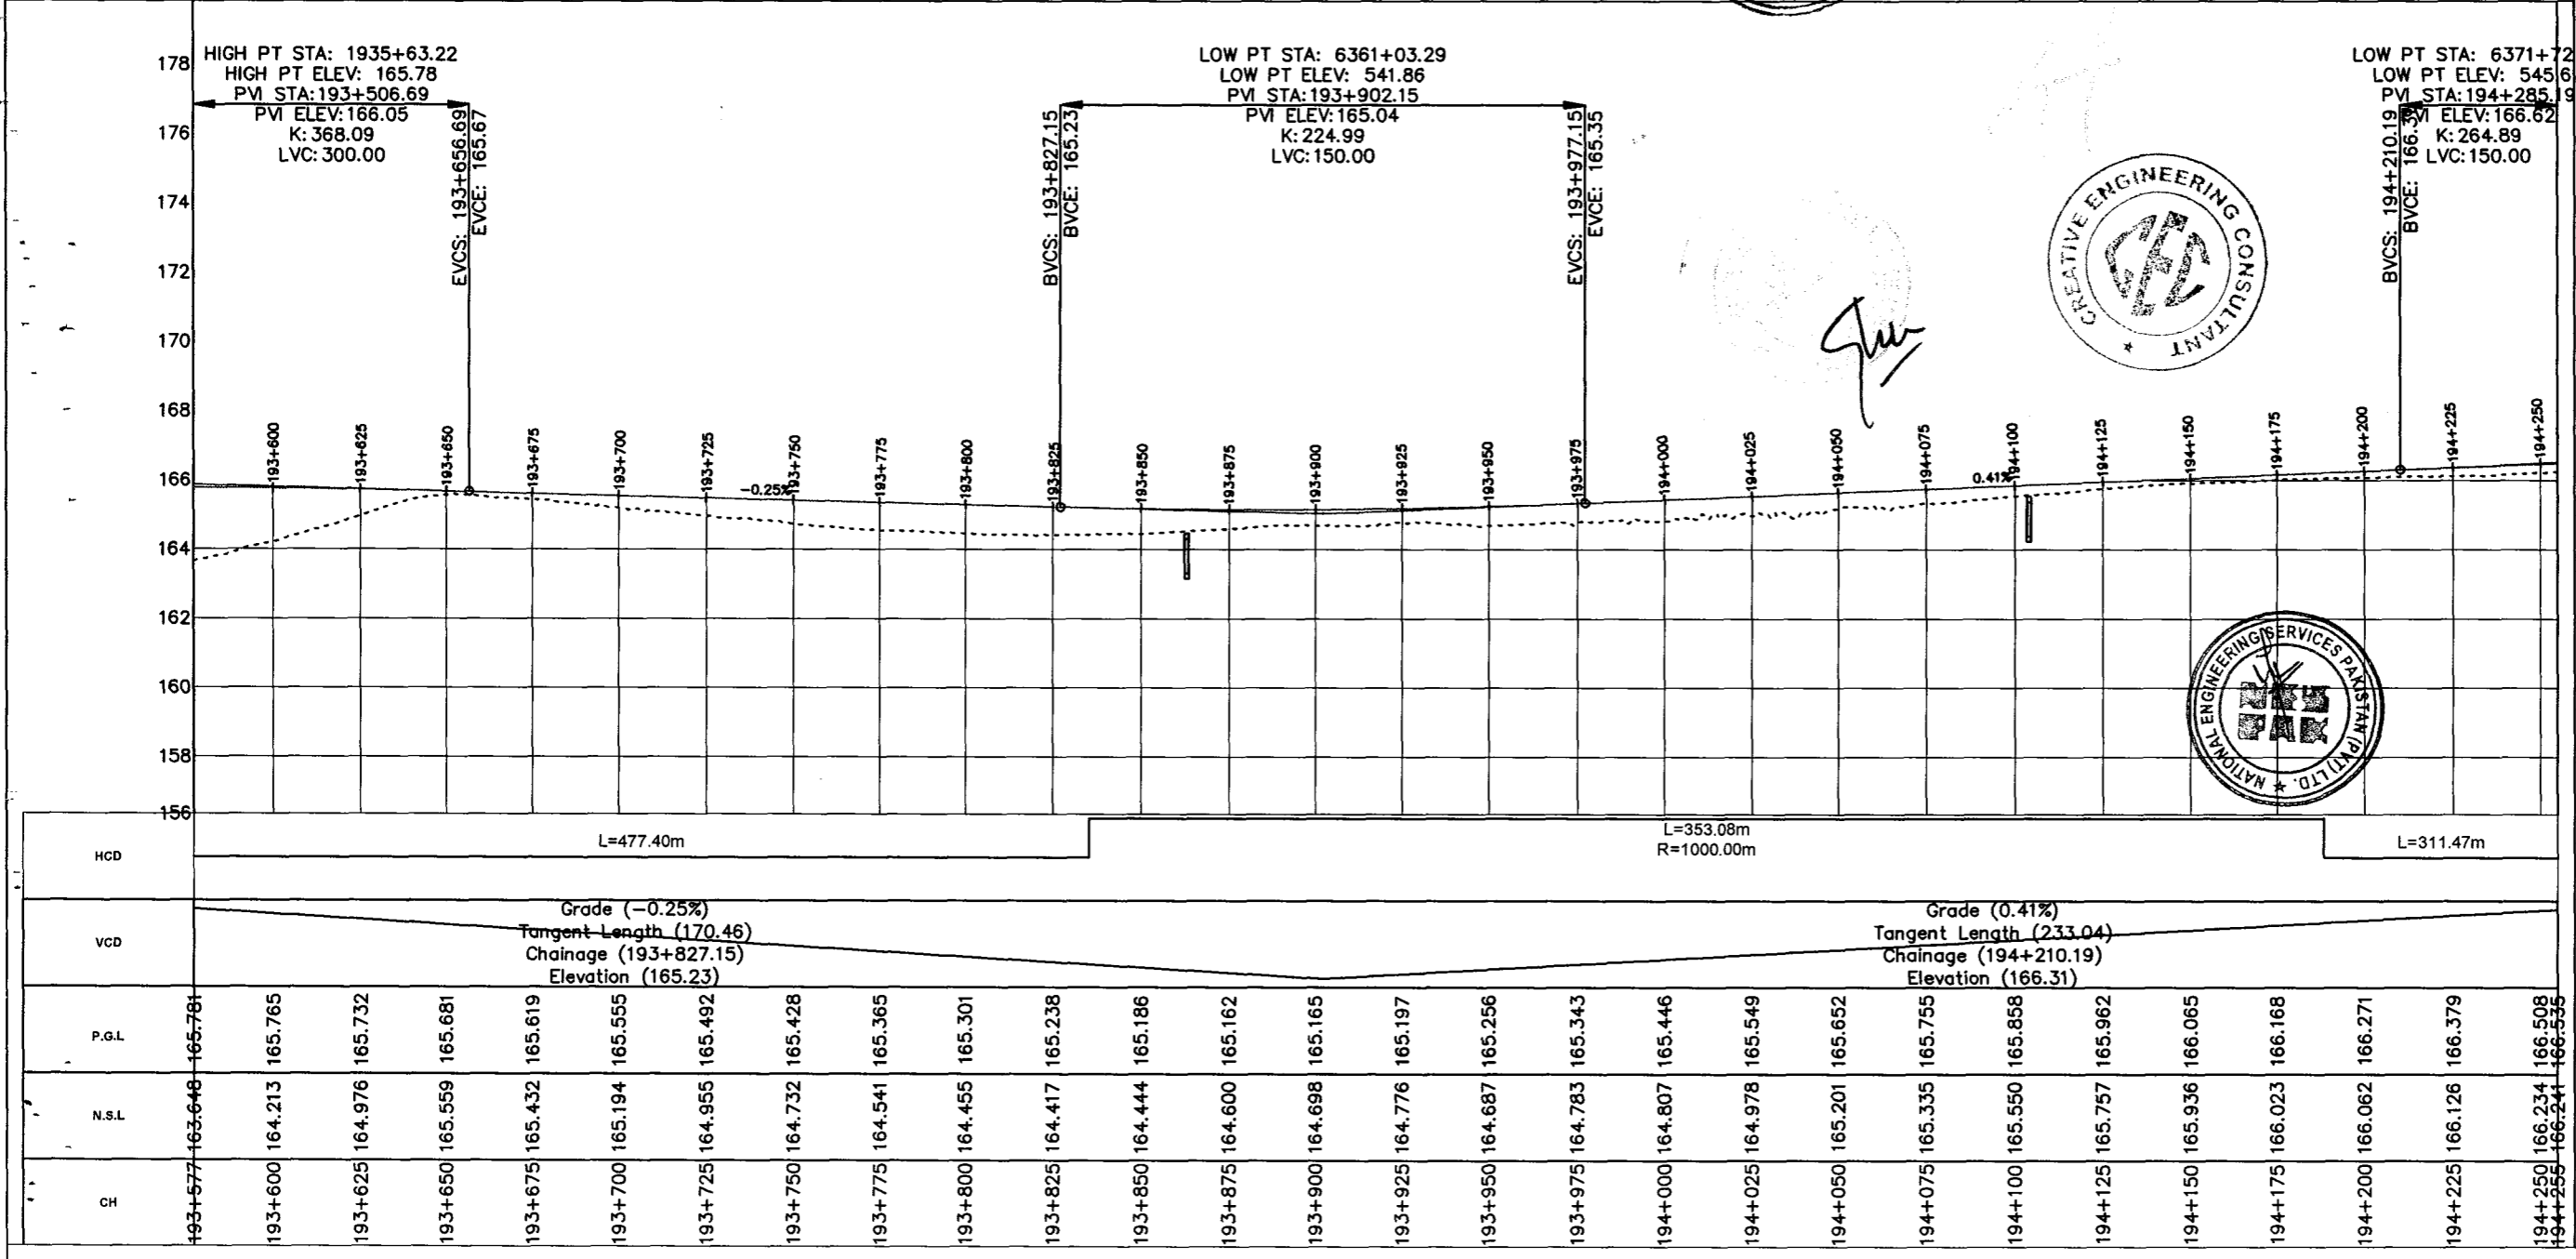 HIGH PT STA: 1935+63.22
HIGH PT ELEV: 165.78
PVI STA:193+506.69
PVI ELEV:166.05
K: 368.09
LVC: 300.00
EVCS: 193+656.69
EVCE: 165.67
BVCS: 193+827.15
BVCE: 165.23
LOW PT STA: 6361+03.29
LOW PT ELEV: 541.86
PVI STA:193+902.15
PVI ELEV:165.04
K: 224.99
LVC: 150.00
EVCS: 193+977.15
EVCE: 165.35
BVCS: 194+210.19
BVCE:
LOW PT STA: 6371+72
LOW PT ELEV: 545.6
PVI STA:194+285.19
PVI ELEV:166.62
K: 264.89
LVC: 150.00
178
176
174
172
170
168
166
164
162
160
158
156
CREATIVE ENGINEERING CONSULTANT
CEC
193+600 193+625 193+650 193+675 193+700 193+725 193+750 193+775 193+800 193+825 193+850 193+875 193+900 193+925 193+950 193+975 194+000 194+025 194+050 194+075 194+100 194+125 194+150 194+175 194+200 194+225 194+250
-0.25%
0.41%
NATIONAL ENGINEERING SERVICES PAKISTAN (PVT) LTD.
HCD
L=477.40m
L=353.08m
R=1000.00m
L=311.47m
VCD
Grade (-0.25%)
Tangent Length (170.46)
Chainage (193+827.15)
Elevation (165.23)
Grade (0.41%)
Tangent Length (233.04)
Chainage (194+210.19)
Elevation (166.31)
P.G.L 165.781 165.765 165.732 165.681 165.619 165.555 165.492 165.428 165.365 165.301 165.238 165.186 165.162 165.165 165.197 165.256 165.343 165.446 165.549 165.652 165.755 165.858 165.962 166.065 166.168 166.271 166.379 166.508 166.535
N.S.L 163.648 164.213 164.976 165.559 165.432 165.194 164.955 164.732 164.541 164.455 164.417 164.444 164.600 164.698 164.776 164.687 164.783 164.807 164.978 165.201 165.335 165.550 165.757 165.936 166.023 166.062 166.126 166.234 166.241
CH 193+577 193+600 193+625 193+650 193+675 193+700 193+725 193+750 193+775 193+800 193+825 193+850 193+875 193+900 193+925 193+950 193+975 194+000 194+025 194+050 194+075 194+100 194+125 194+150 194+175 194+200 194+225 194+250 194+255